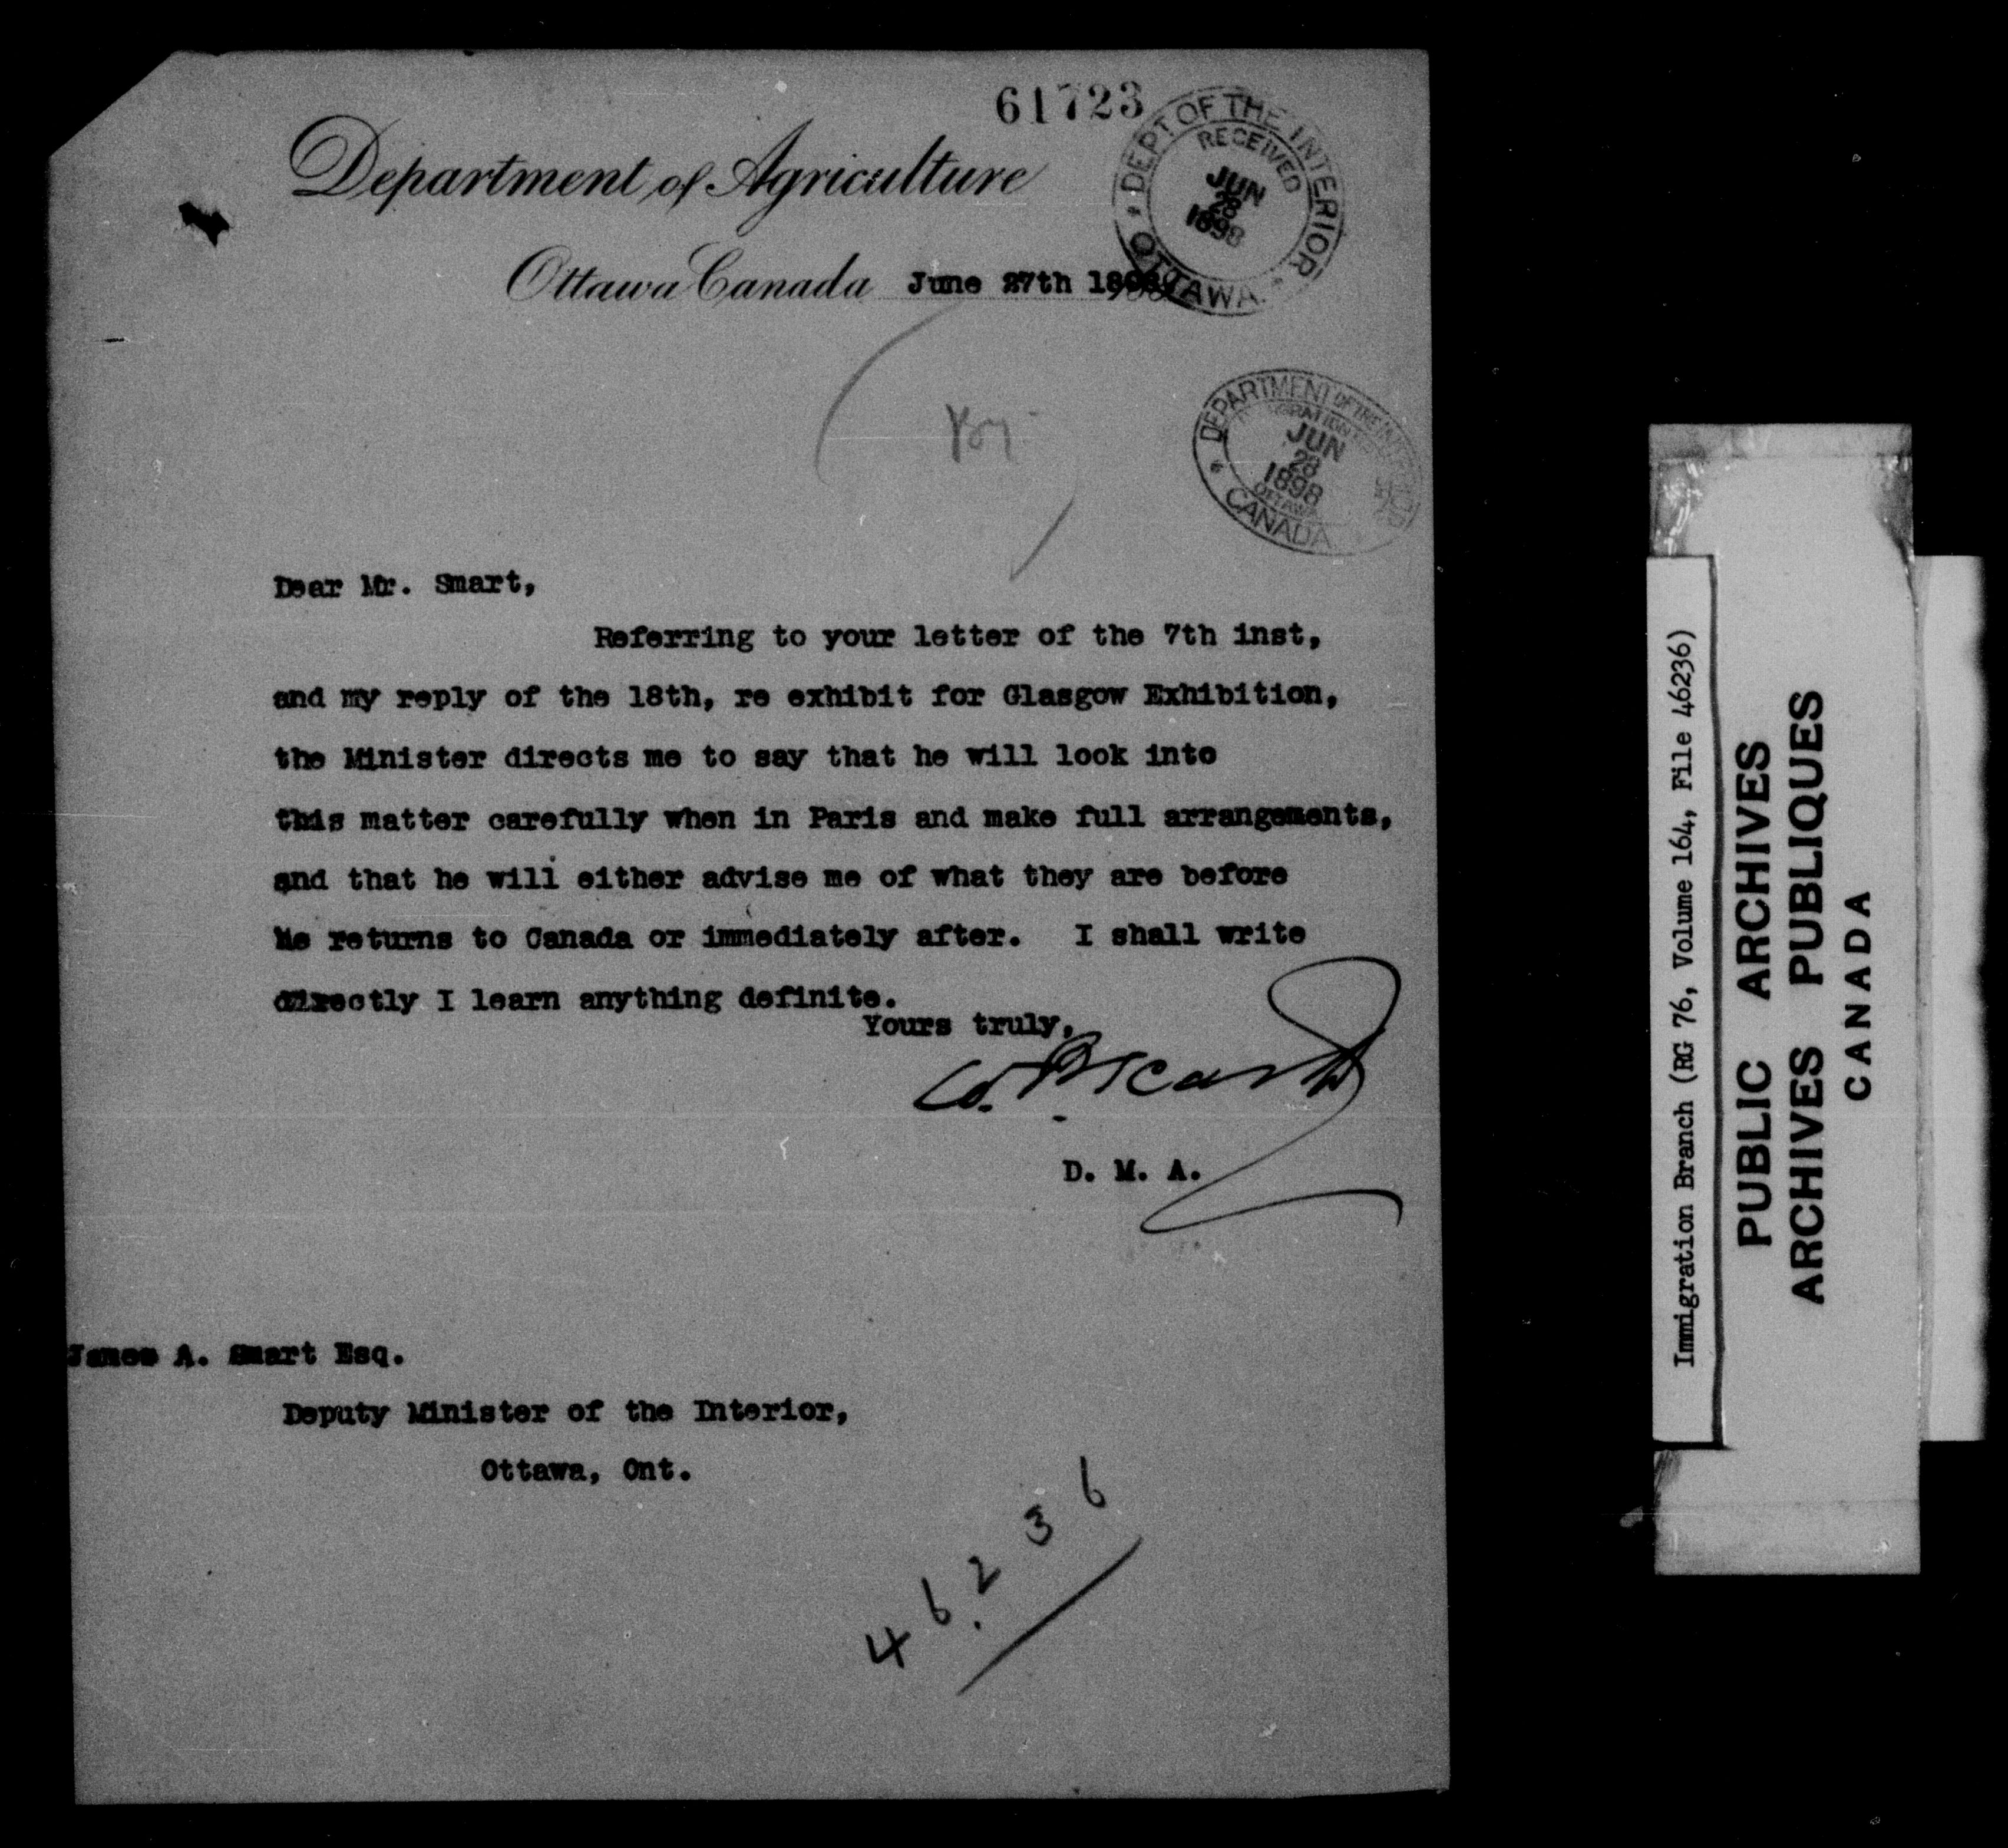 61723
DEPT OF THE INTERIOR
RECEIVED
JUN
28
1898
OTTAWA
Department of Agriculture
Ottawa Canada June 27th 1898
DEPARTMENT OF THE
JUN
28
1898
OTTAWA
CANADA
Dear Mr. Smart,
Referring to your letter of the 7th inst,
and my reply of the 18th, re exhibit for Glasgow Exhibition,
the Minister directs me to say that he will look into
this matter carefully when in Paris and make full arrangements,
and that he will either advise me of what they are before
he returns to Canada or immediately after. I shall write
directly I learn anything definite.
Yours truly,
D. M. A.
James A. Smart Esq.
Deputy Minister of the Interior,
Ottawa, Ont.
46236
Immigration Branch (RG 76, Volume 164, File 46236)
PUBLIC ARCHIVES
ARCHIVES PUBLIQUES
CANADA